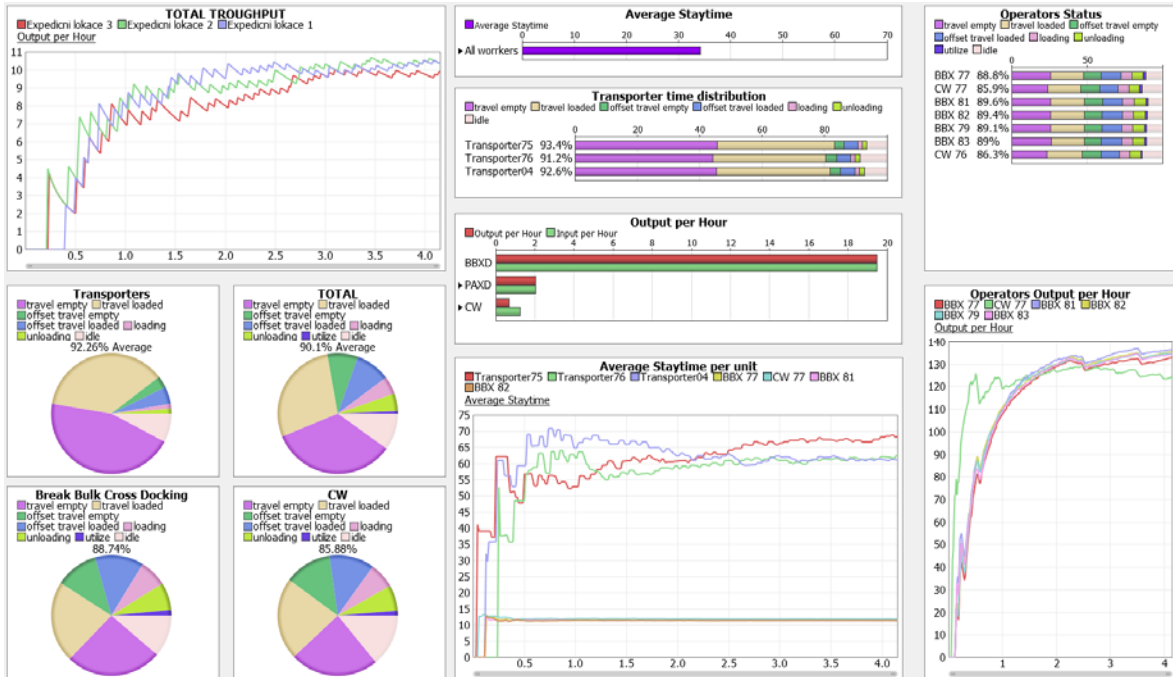 TOTAL TROUGHPUT
Expedicni lokace 3 Expedicni lokace 2 Expedicni lokace 1
Output per Hour
11
10
9
8
7
6
5
4
3
2
1
0
0.5 1.0 1.5 2.0 2.5 3.0 3.5 4.0
Average Staytime
Average Staytime
0 10 20 30 40 50 60 70
All workers
Transporter time distribution
travel empty travel loaded offset travel empty offset travel loaded loading unloading
idle
0 20 40 60 80
Transporter75 93.4%
Transporter76 91.2%
Transporter04 92.6%
Output per Hour
Output per Hour Input per Hour
0 2 4 6 8 10 12 14 16 18 20
BBXD
PAXD
CW
Operators Status
travel empty travel loaded offset travel empty
offset travel loaded loading unloading
utilize idle
0 50
BBX 77 88.8%
CW 77 85.9%
BBX 81 89.6%
BBX 82 89.4%
BBX 79 89.1%
BBX 83 89%
CW 76 86.3%
Transporters
travel empty travel loaded
offset travel empty
offset travel loaded loading
unloading idle
92.26% Average
TOTAL
travel empty travel loaded
offset travel empty
offset travel loaded loading
unloading utilize idle
90.1% Average
Break Bulk Cross Docking
travel empty travel loaded
offset travel empty
offset travel loaded loading
unloading utilize idle
88.74%
CW
travel empty travel loaded
offset travel empty
offset travel loaded loading
unloading utilize idle
85.88%
Average Staytime per unit
Transporter75 Transporter76 Transporter04 BBX 77 CW 77 BBX 81
BBX 82
Average Staytime
75
70
65
60
55
50
45
40
35
30
25
20
15
10
5
0
0.5 1.0 1.5 2.0 2.5 3.0 3.5 4.0
Operators Output per Hour
BBX 77 CW 77 BBX 81 BBX 82
BBX 79 BBX 83
Output per Hour
140
130
120
110
100
90
80
70
60
50
40
30
20
10
0
1 2 3 4